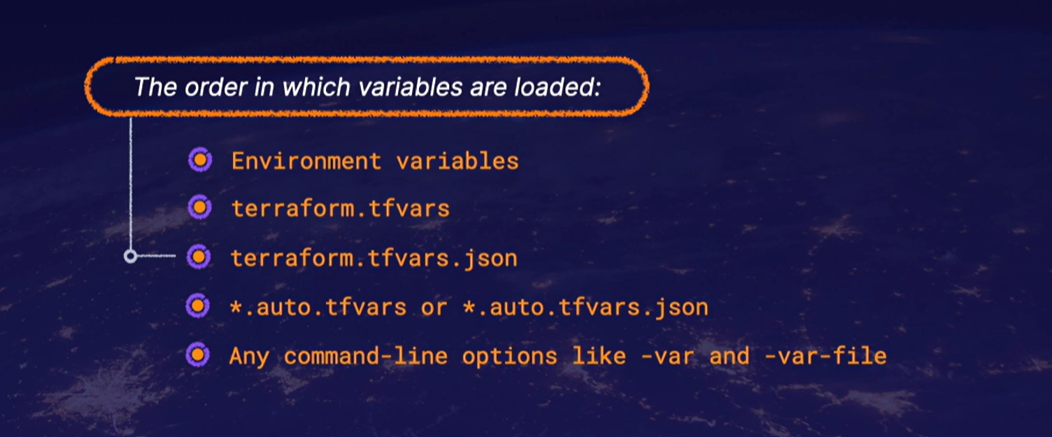 The order in which variables are loaded:
Environment variables
terraform.tfvars
terraform.tfvars.json
*.auto.tfvars or *.auto.tfvars.json
Any command-line options like -var and -var-file